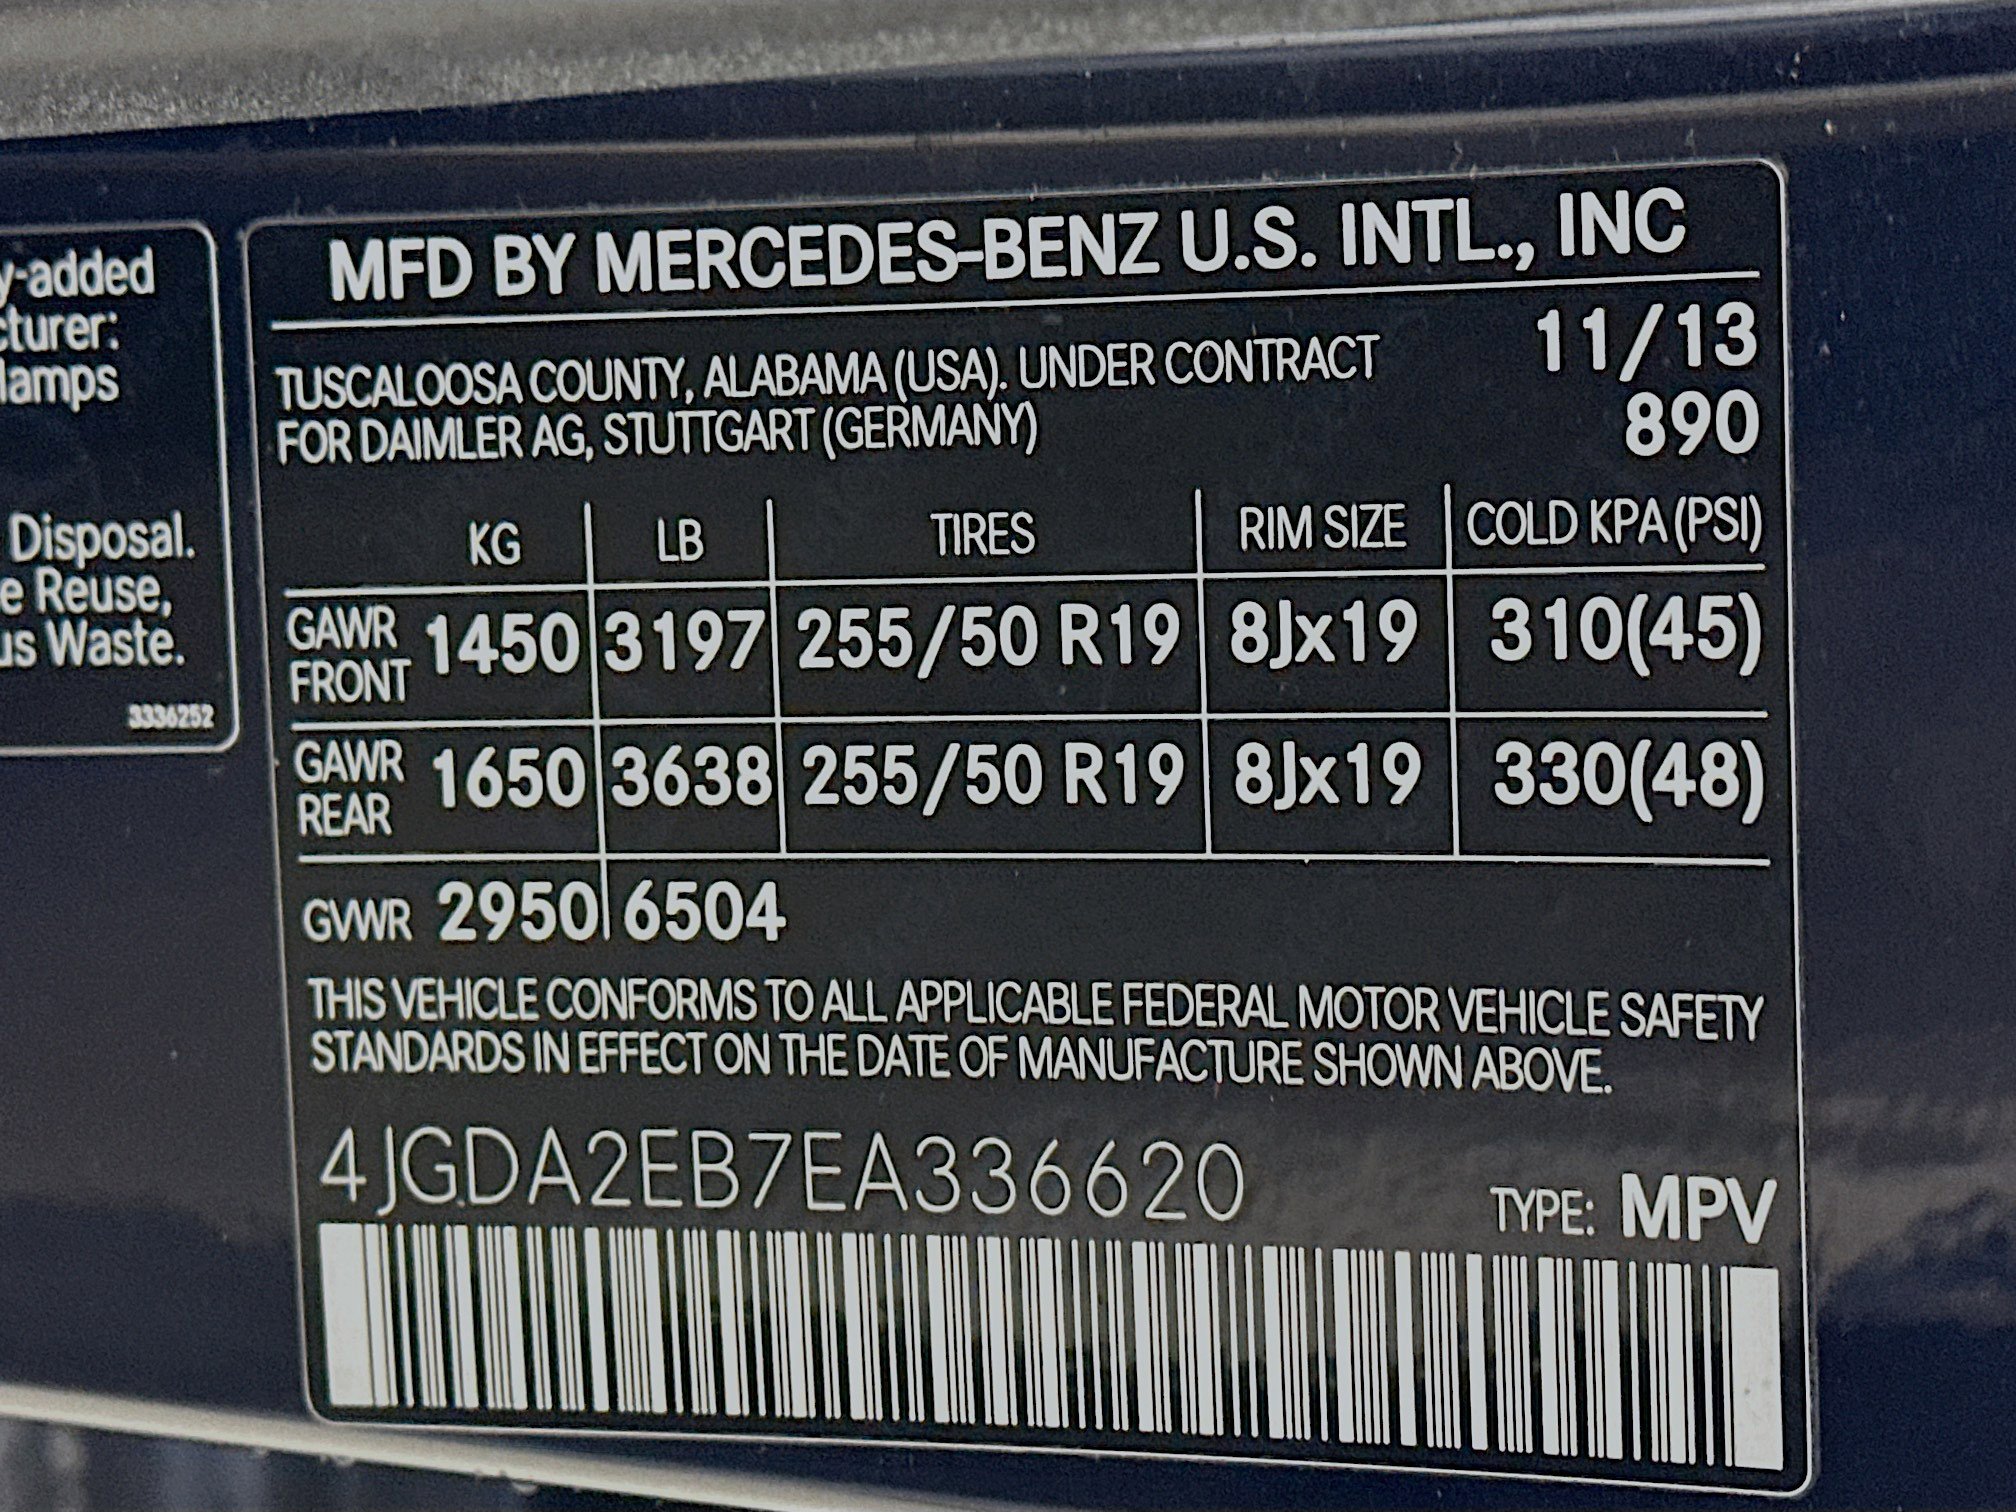 y-added
cturer:
lamps
Disposal.
e Reuse,
us Waste.
3336252
MFD BY MERCEDES-BENZ U.S. INTL., INC
TUSCALOOSA COUNTY, ALABAMA (USA). UNDER CONTRACT 11/13
FOR DAIMLER AG, STUTTGART (GERMANY) 890
KG LB TIRES RIM SIZE COLD KPA (PSI)
GAWR FRONT 1450 3197 255/50 R19 8Jx19 310(45)
GAWR REAR 1650 3638 255/50 R19 8Jx19 330(48)
GVWR 2950 6504
THIS VEHICLE CONFORMS TO ALL APPLICABLE FEDERAL MOTOR VEHICLE SAFETY
STANDARDS IN EFFECT ON THE DATE OF MANUFACTURE SHOWN ABOVE.
4JGDA2EB7EA336620 TYPE: MPV